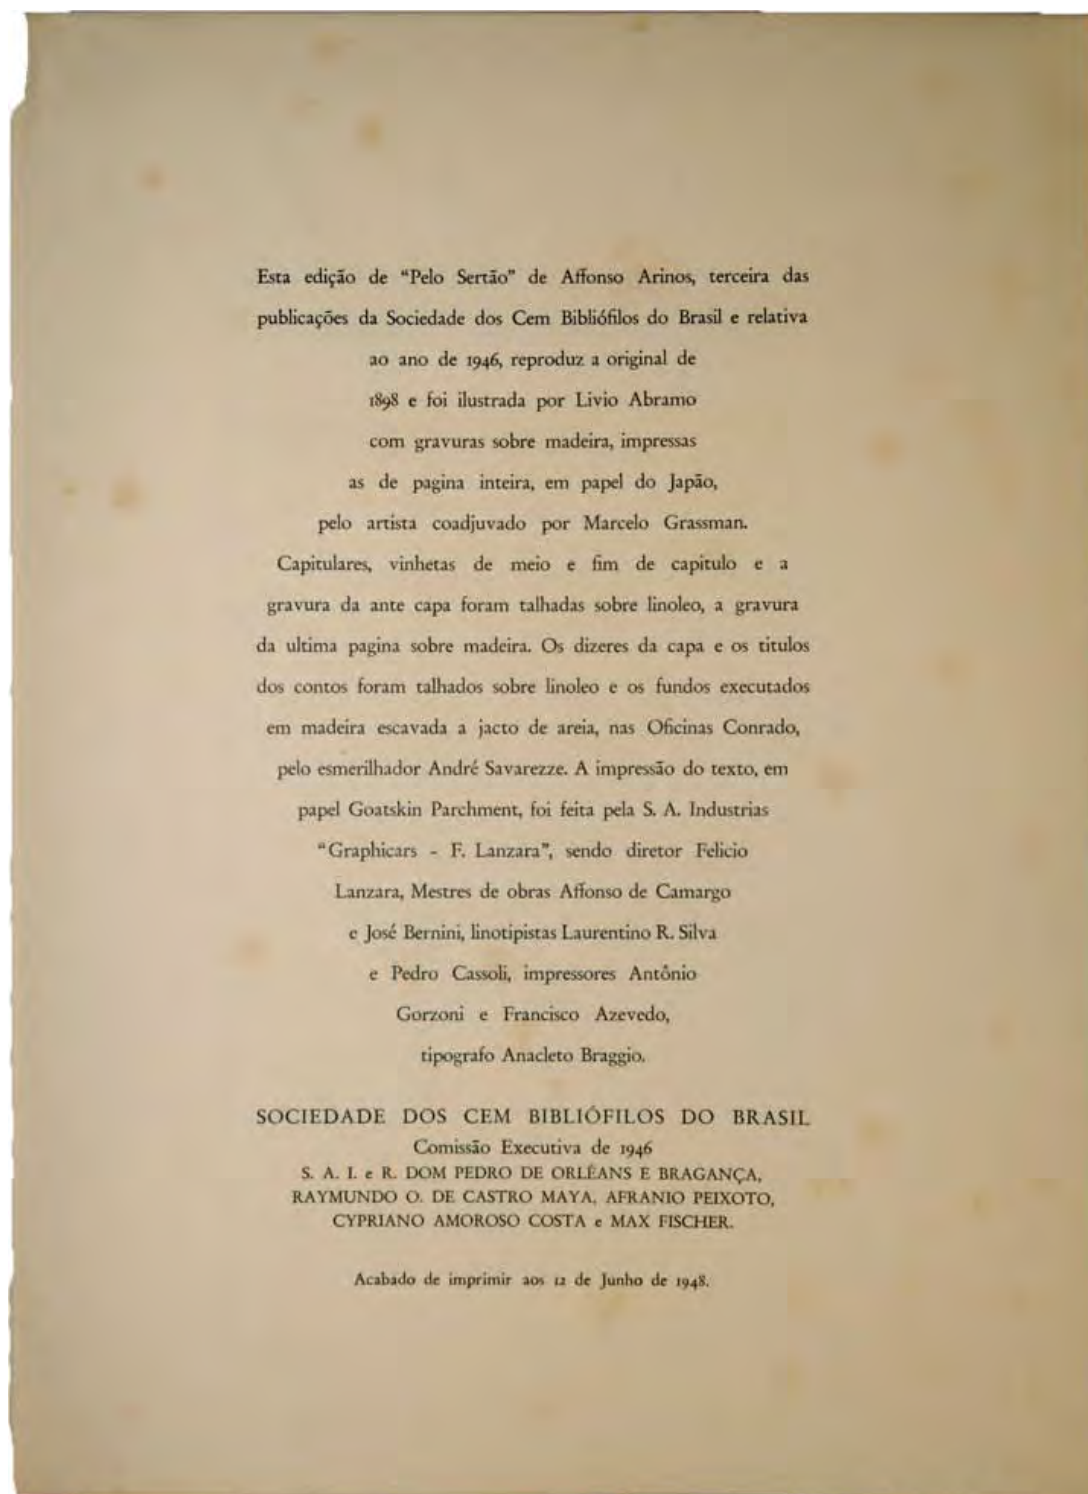 Esta edição de “Pelo Sertão” de Affonso Arinos, terceira das
publicações da Sociedade dos Cem Bibliófilos do Brasil e relativa
ao ano de 1946, reproduz a original de
1898 e foi ilustrada por Livio Abramo
com gravuras sobre madeira, impressas
as de pagina inteira, em papel do Japão,
pelo artista coadjuvado por Marcelo Grassman.
Capitulares, vinhetas de meio e fim de capitulo e a
gravura da ante capa foram talhadas sobre linoleo, a gravura
da ultima pagina sobre madeira. Os dizeres da capa e os titulos
dos contos foram talhados sobre linoleo e os fundos executados
em madeira escavada a jacto de areia, nas Oficinas Conrado,
pelo esmerilhador André Savarezze. A impressão do texto, em
papel Goatskin Parchment, foi feita pela S. A. Industrias
“Graphicars - F. Lanzara”, sendo diretor Felicio
Lanzara, Mestres de obras Affonso de Camargo
e José Bernini, linotipistas Laurentino R. Silva
e Pedro Cassoli, impressores Antônio
Gorzoni e Francisco Azevedo,
tipografo Anacleto Braggio.
SOCIEDADE DOS CEM BIBLIÓFILOS DO BRASIL
Comissão Executiva de 1946
S. A. I. e R. DOM PEDRO DE ORLÉANS E BRAGANÇA,
RAYMUNDO O. DE CASTRO MAYA, AFRANIO PEIXOTO,
CYPRIANO AMOROSO COSTA e MAX FISCHER.
Acabado de imprimir aos 12 de Junho de 1948.